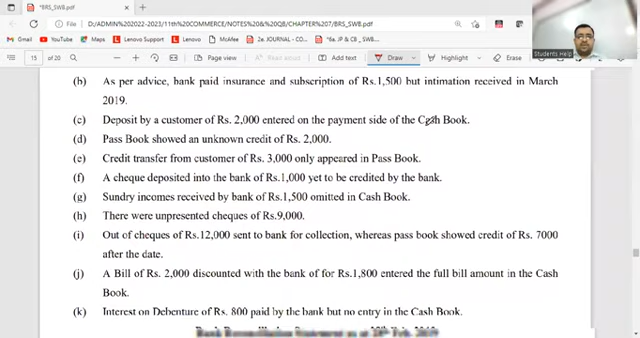 *BRS_SWB.pdf
File
D:/ADMIN%202022-2023/11th%20COMMERCE/NOTES%20&%20QB/CHAPTER%207/BRS_SWB.pdf
Gmail YouTube Maps Lenovo Support Lenovo McAfee 2e. JOURNAL - CO... *6a. JP & CB _ SWB....
15 of 20 Page view Read aloud Add text Draw Highlight Erase
Students Help
(b) As per advice, bank paid insurance and subscription of Rs.1,500 but intimation received in March
2019.
(c) Deposit by a customer of Rs. 2,000 entered on the payment side of the Cash Book.
(d) Pass Book showed an unknown credit of Rs. 2,000.
(e) Credit transfer from customer of Rs. 3,000 only appeared in Pass Book.
(f) A cheque deposited into the bank of Rs.1,000 yet to be credited by the bank.
(g) Sundry incomes received by bank of Rs.1,500 omitted in Cash Book.
(h) There were unpresented cheques of Rs.9,000.
(i) Out of cheques of Rs.12,000 sent to bank for collection, whereas pass book showed credit of Rs. 7000
after the date.
(j) A Bill of Rs. 2,000 discounted with the bank of for Rs.1,800 entered the full bill amount in the Cash
Book.
(k) Interest on Debenture of Rs. 800 paid by the bank but no entry in the Cash Book.
Bank Reconciliation Statement as at 28th Feb. 2019